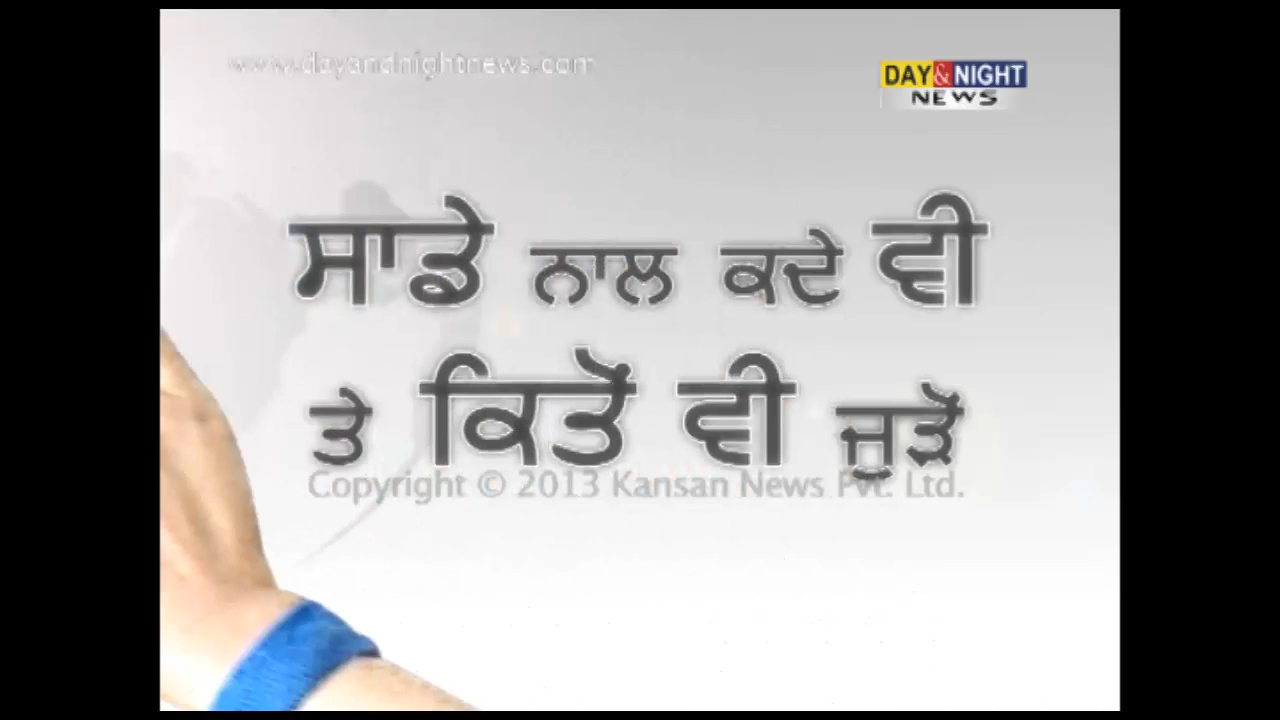 www.dayandnightnews.com
DAY&NIGHT
NEWS
ਸਾਡੇ ਨਾਲ ਕਦੇ ਵੀ
ਤੇ ਕਿਤੋਂ ਵੀ ਜੁੜੋਂ
Copyright © 2013 Kansan News Pvt. Ltd.